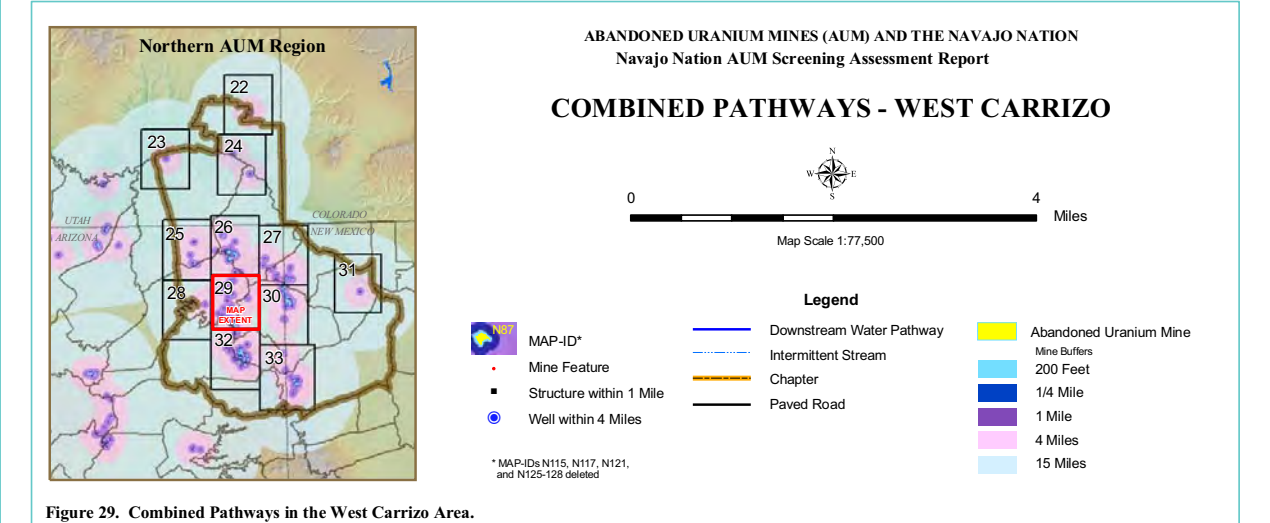 Northern AUM Region
22
23
24
UTAH
ARIZONA
COLORADO
NEW MEXICO
25
26
27
31
28
29
30
MAP
EXTENT
32
33
ABANDONED URANIUM MINES (AUM) AND THE NAVAJO NATION
Navajo Nation AUM Screening Assessment Report
COMBINED PATHWAYS - WEST CARRIZO
N
W E
S
0 4
Miles
Map Scale 1:77,500
Legend
N87
MAP-ID*
Mine Feature
Structure within 1 Mile
Well within 4 Miles
* MAP-IDs N115, N117, N121,
and N125-128 deleted
Downstream Water Pathway
Intermittent Stream
Chapter
Paved Road
Abandoned Uranium Mine
Mine Buffers
200 Feet
1/4 Mile
1 Mile
4 Miles
15 Miles
Figure 29. Combined Pathways in the West Carrizo Area.